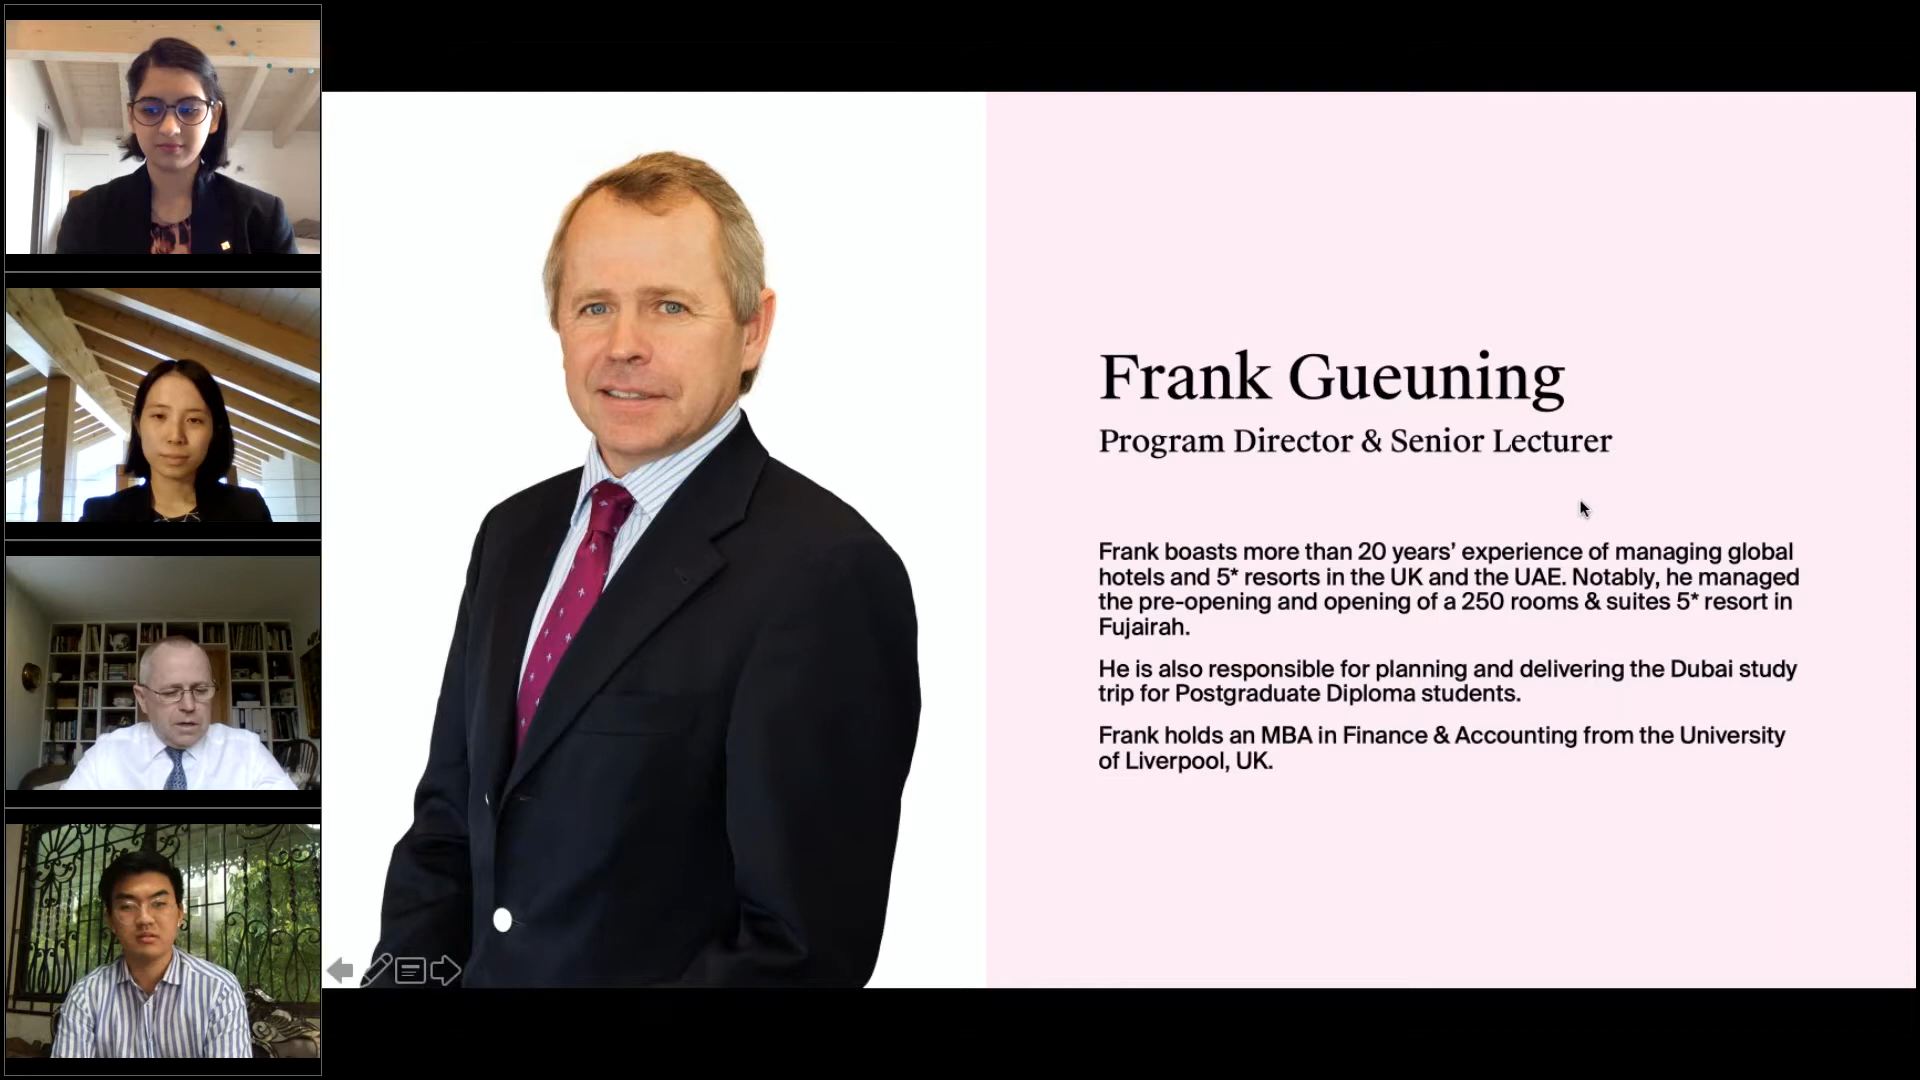 Frank Gueuning
Program Director & Senior Lecturer
Frank boasts more than 20 years’ experience of managing global
hotels and 5* resorts in the UK and the UAE. Notably, he managed
the pre-opening and opening of a 250 rooms & suites 5* resort in
Fujairah.
He is also responsible for planning and delivering the Dubai study
trip for Postgraduate Diploma students.
Frank holds an MBA in Finance & Accounting from the University
of Liverpool, UK.